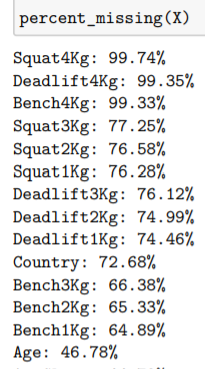 percent_missing(X)
Squat4Kg: 99.74%
Deadlift4Kg: 99.35%
Bench4Kg: 99.33%
Squat3Kg: 77.25%
Squat2Kg: 76.58%
Squat1Kg: 76.28%
Deadlift3Kg: 76.12%
Deadlift2Kg: 74.99%
Deadlift1Kg: 74.46%
Country: 72.68%
Bench3Kg: 66.38%
Bench2Kg: 65.33%
Bench1Kg: 64.89%
Age: 46.78%